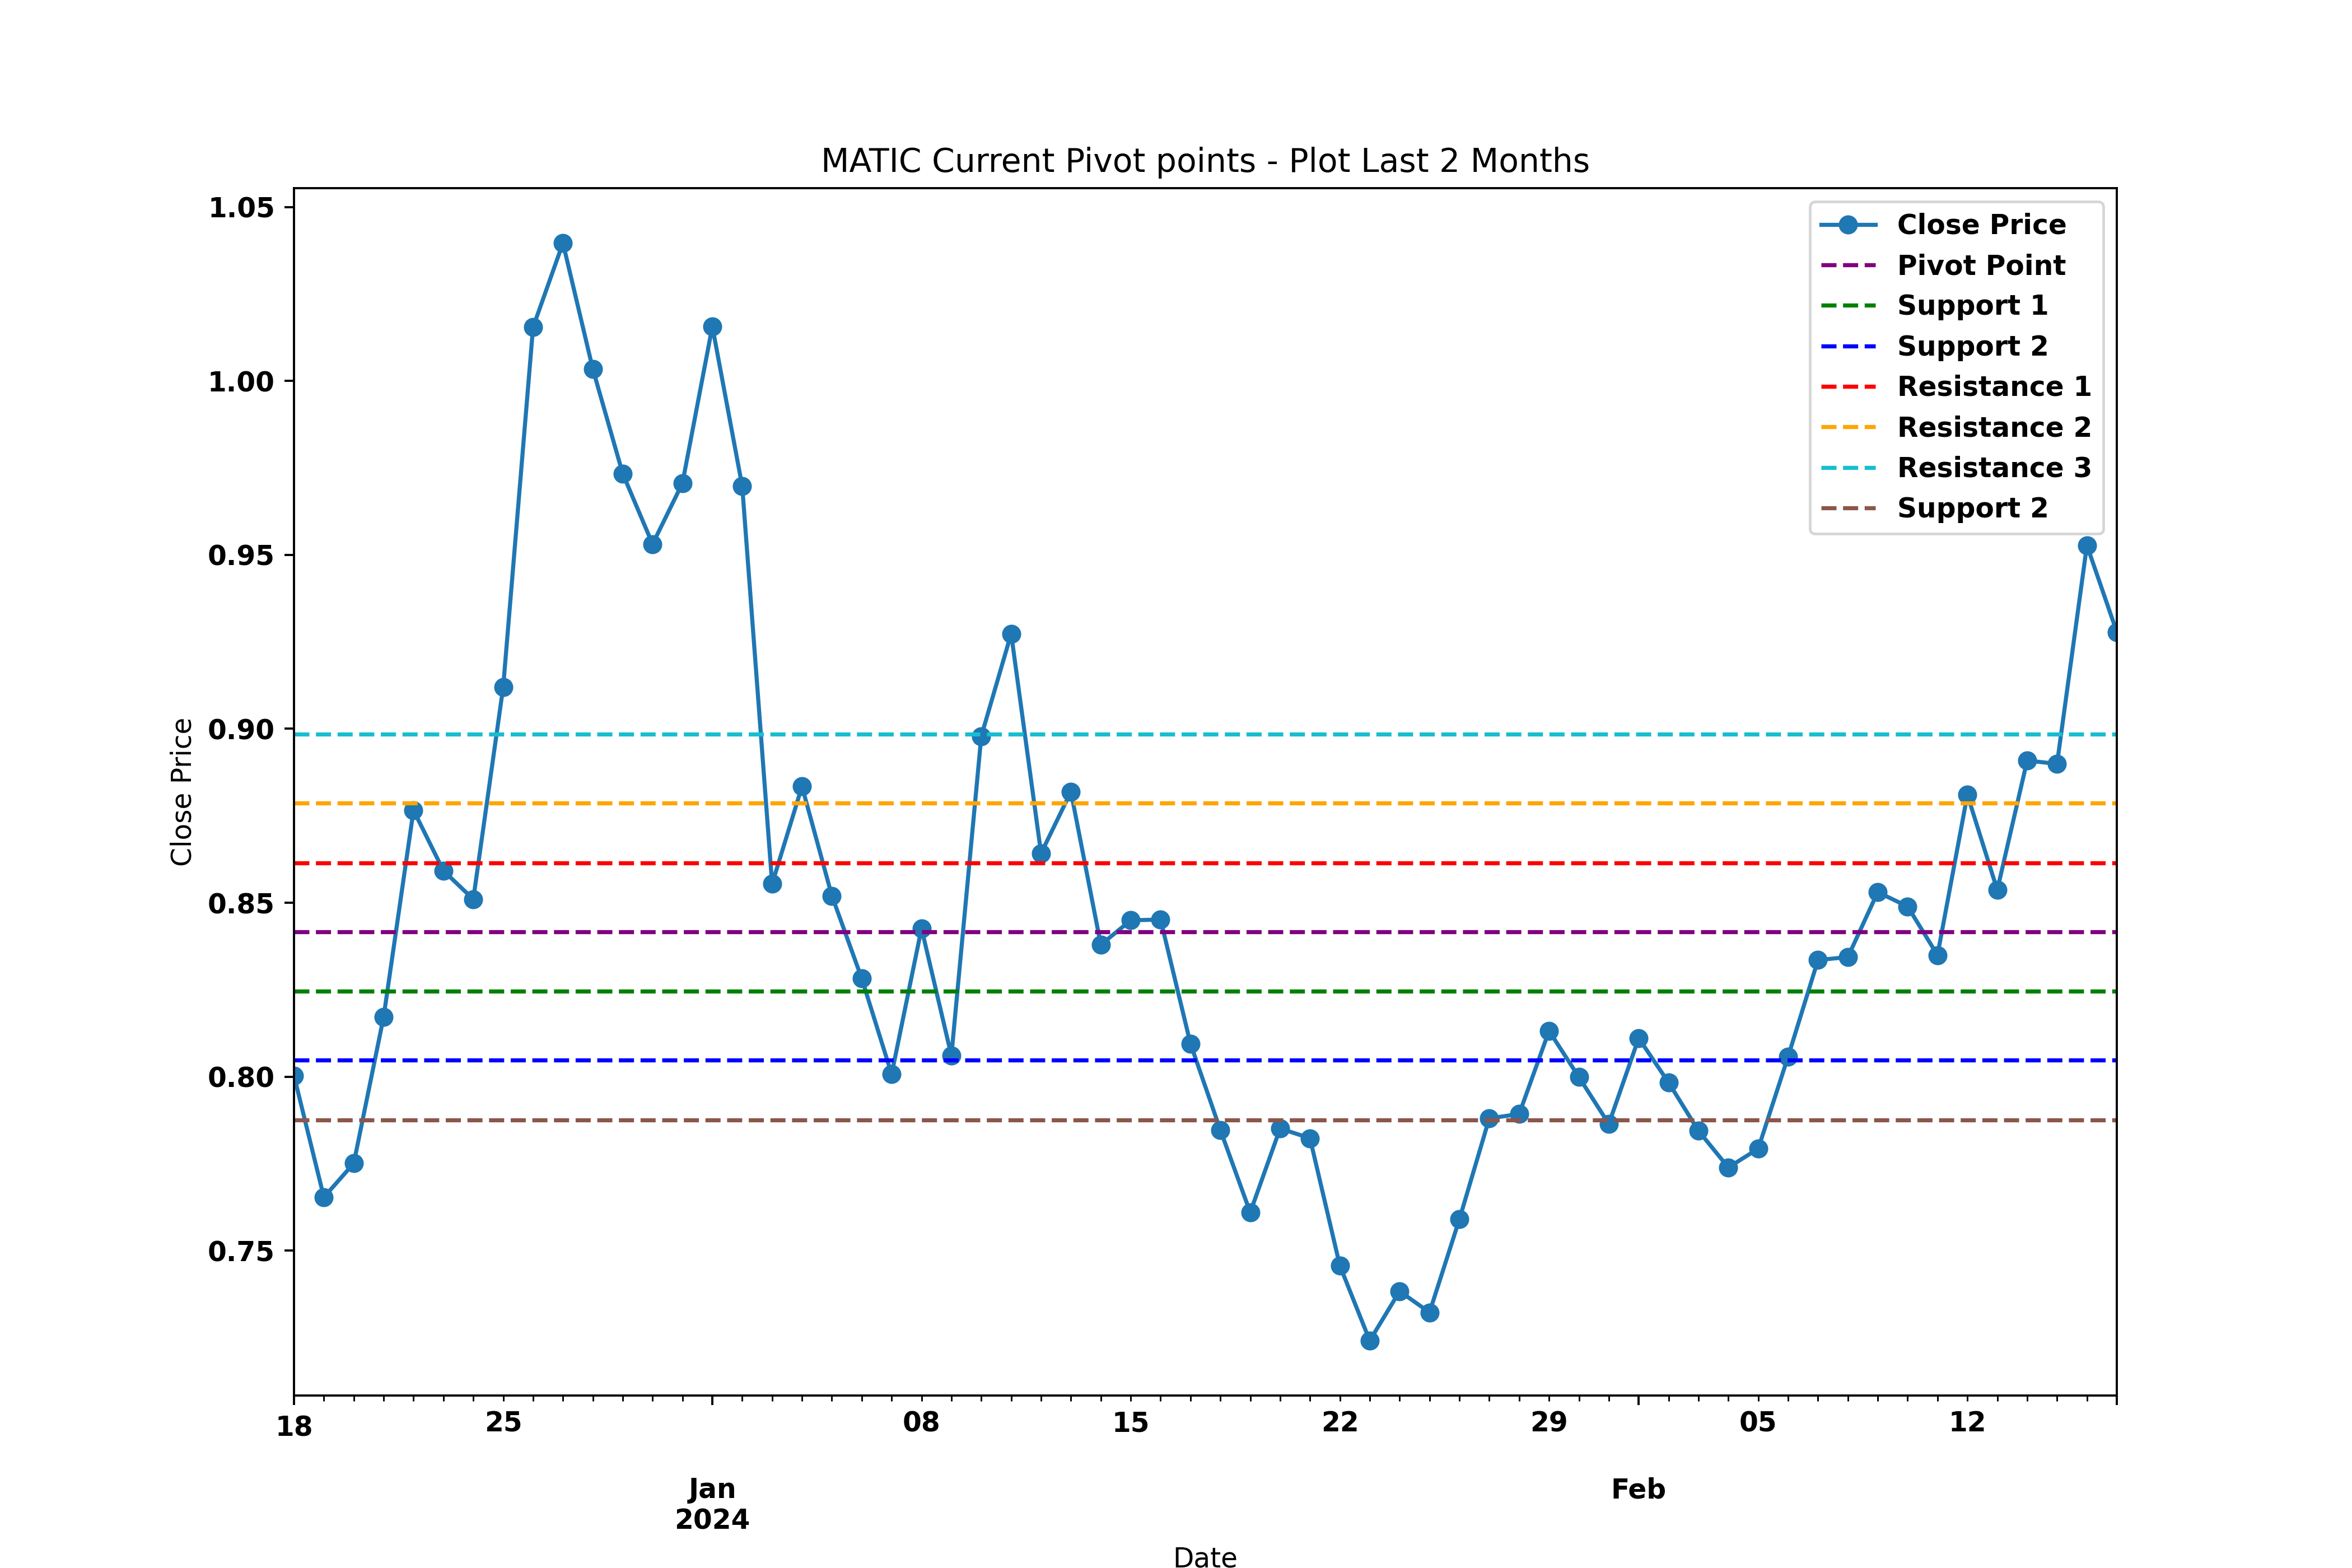 MATIC Current Pivot points - Plot Last 2 Months
1.05
1.00
0.95
0.90
0.85
0.80
0.75
Close Price
Close Price
Pivot Point
Support 1
Support 2
Resistance 1
Resistance 2
Resistance 3
Support 2
18 25 08 15 22 29 05 12
Jan Feb
2024
Date